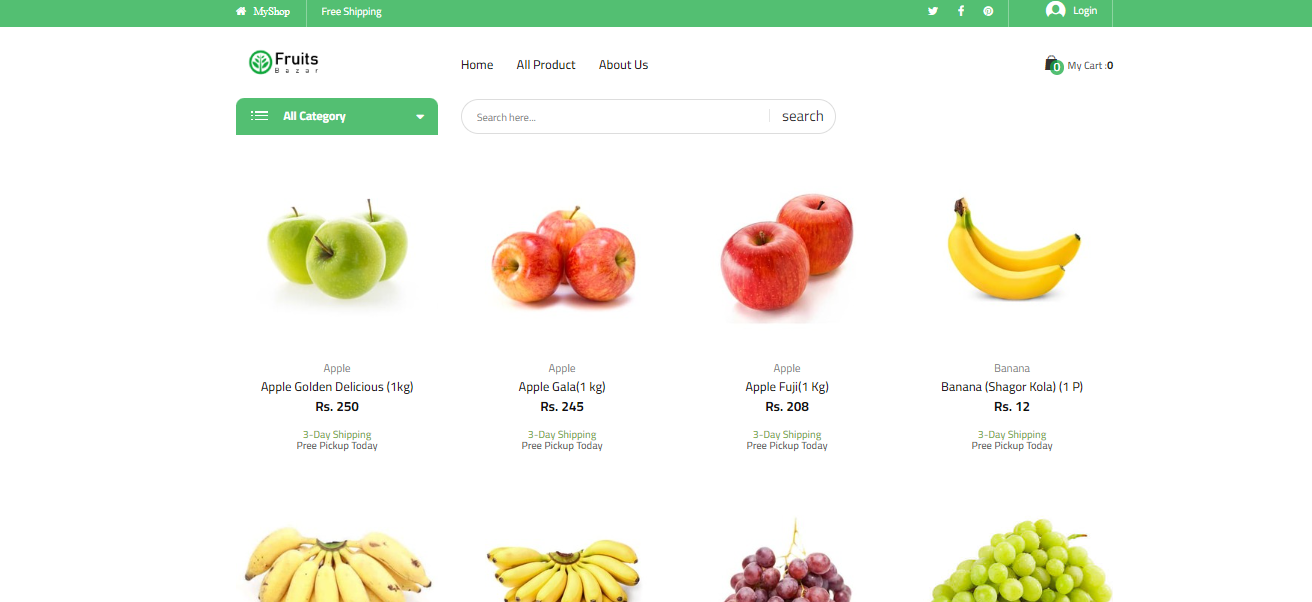 MyShop
Free Shipping
Login
Fruits
Bazar
Home
All Product
About Us
0
My Cart :0
All Category
Search here...
search
Apple
Apple Golden Delicious (1kg)
Rs. 250
3-Day Shipping
Pree Pickup Today
Apple
Apple Gala(1 kg)
Rs. 245
3-Day Shipping
Pree Pickup Today
Apple
Apple Fuji(1 Kg)
Rs. 208
3-Day Shipping
Pree Pickup Today
Banana
Banana (Shagor Kola) (1 P)
Rs. 12
3-Day Shipping
Pree Pickup Today